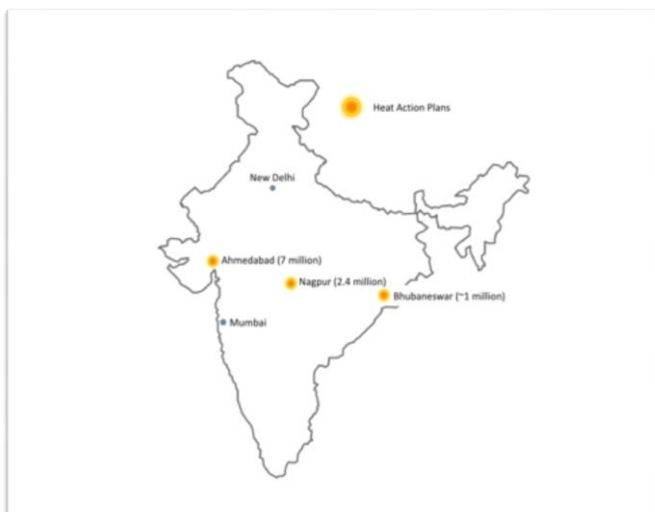 Heat Action Plans
New Delhi
Ahmedabad (7 million)
Nagpur (2.4 million)
Bhubaneswar (~1 million)
Mumbai